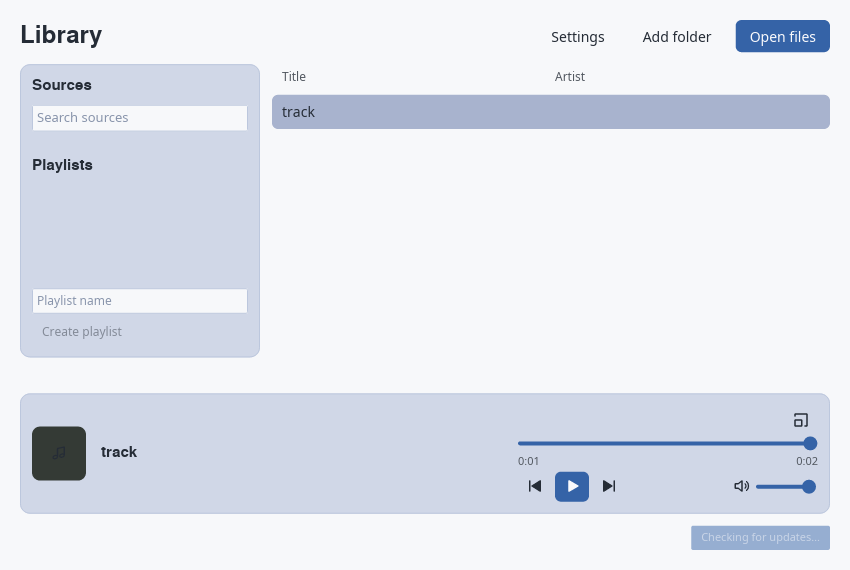 Library
Settings
Add folder
Open files
Sources
Search sources
Playlists
Playlist name
Create playlist
Title
Artist
track
track
0:01
0:02
Checking for updates...